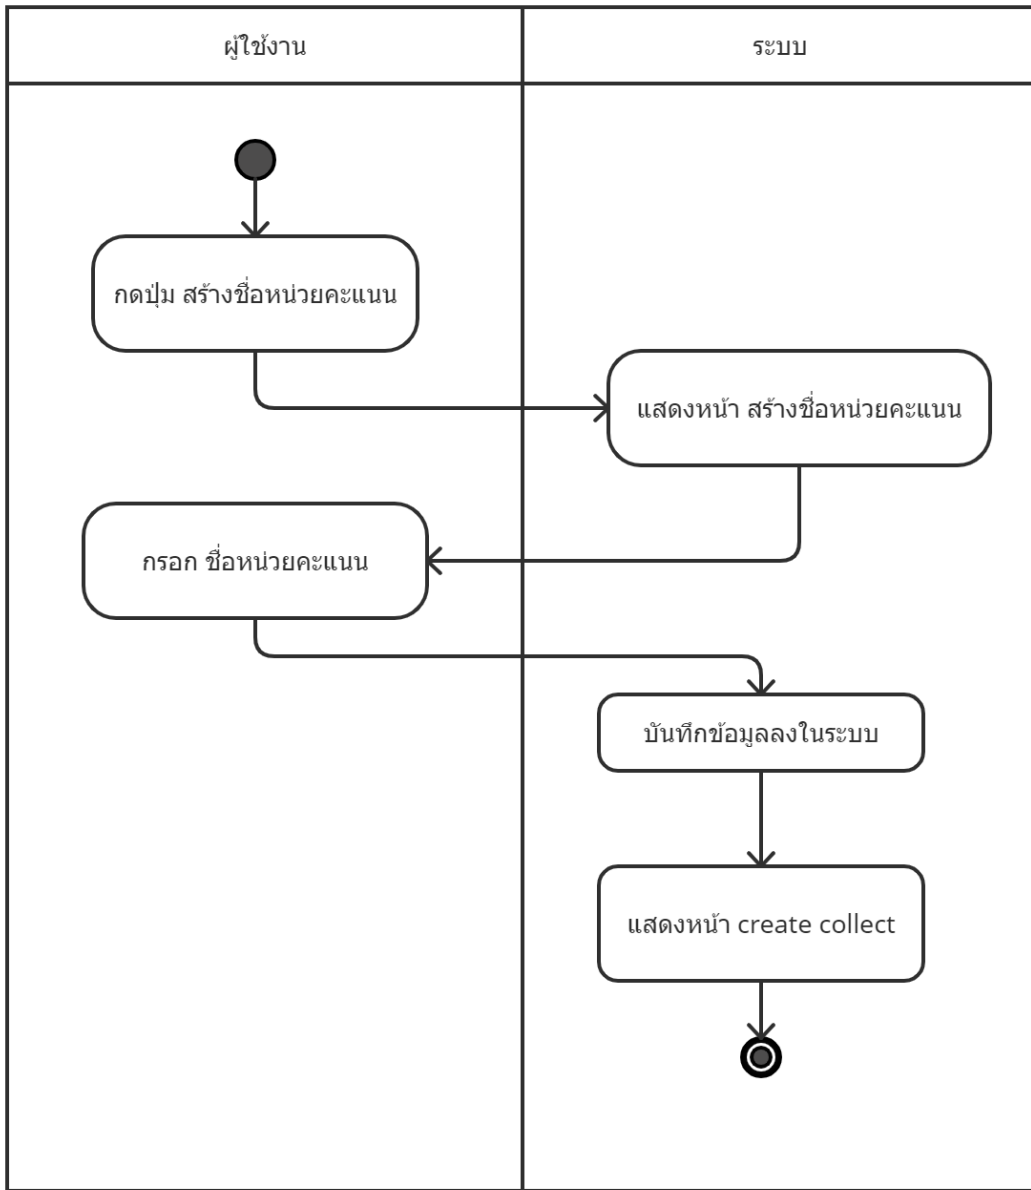 ผู้ใช้งาน
ระบบ
กดปุ่ม สร้างชื่อหน่วยคะแนน
แสดงหน้า สร้างชื่อหน่วยคะแนน
กรอก ชื่อหน่วยคะแนน
บันทึกข้อมูลลงในระบบ
แสดงหน้า create collect